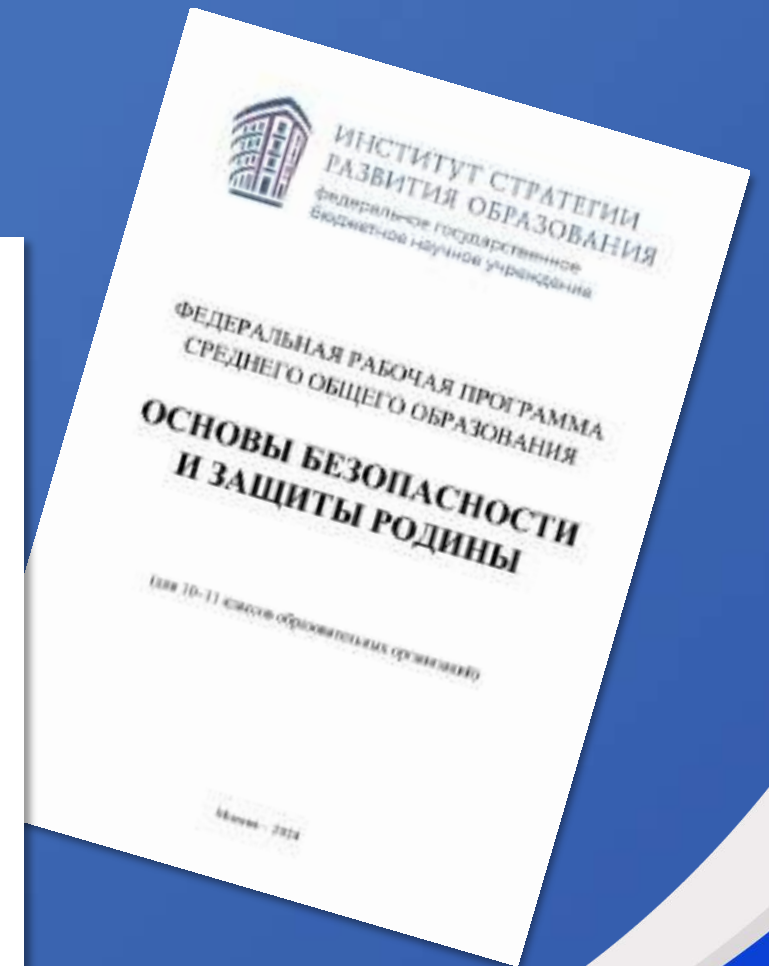 ИНСТИТУТ СТРАТЕГИИ
РАЗВИТИЯ ОБРАЗОВАНИЯ
федеральное государственное
бюджетное научное учреждение
ФЕДЕРАЛЬНАЯ РАБОЧАЯ ПРОГРАММА
СРЕДНЕГО ОБЩЕГО ОБРАЗОВАНИЯ
ОСНОВЫ БЕЗОПАСНОСТИ
И ЗАЩИТЫ РОДИНЫ
(для 10–11 классов образовательных организаций)
Москва – 2024